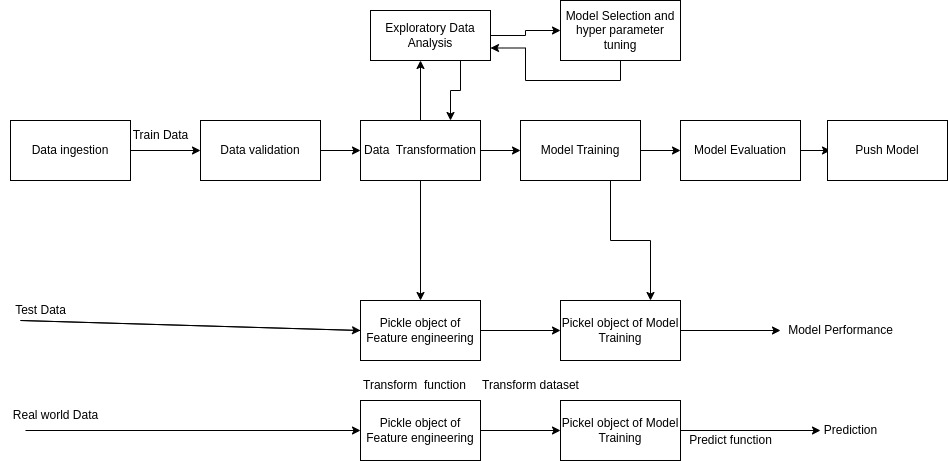 Exploratory Data
Analysis
Model Selection and
hyper parameter
tuning
Data ingestion
Train Data
Data validation
Data  Transformation
Model Training
Model Evaluation
Push Model
Test Data
Pickle object of
Feature engineering
Pickel object of Model
Training
Model Performance
Transform  function
Transform dataset
Real world Data
Pickle object of
Feature engineering
Pickel object of Model
Training
Predict function
Prediction